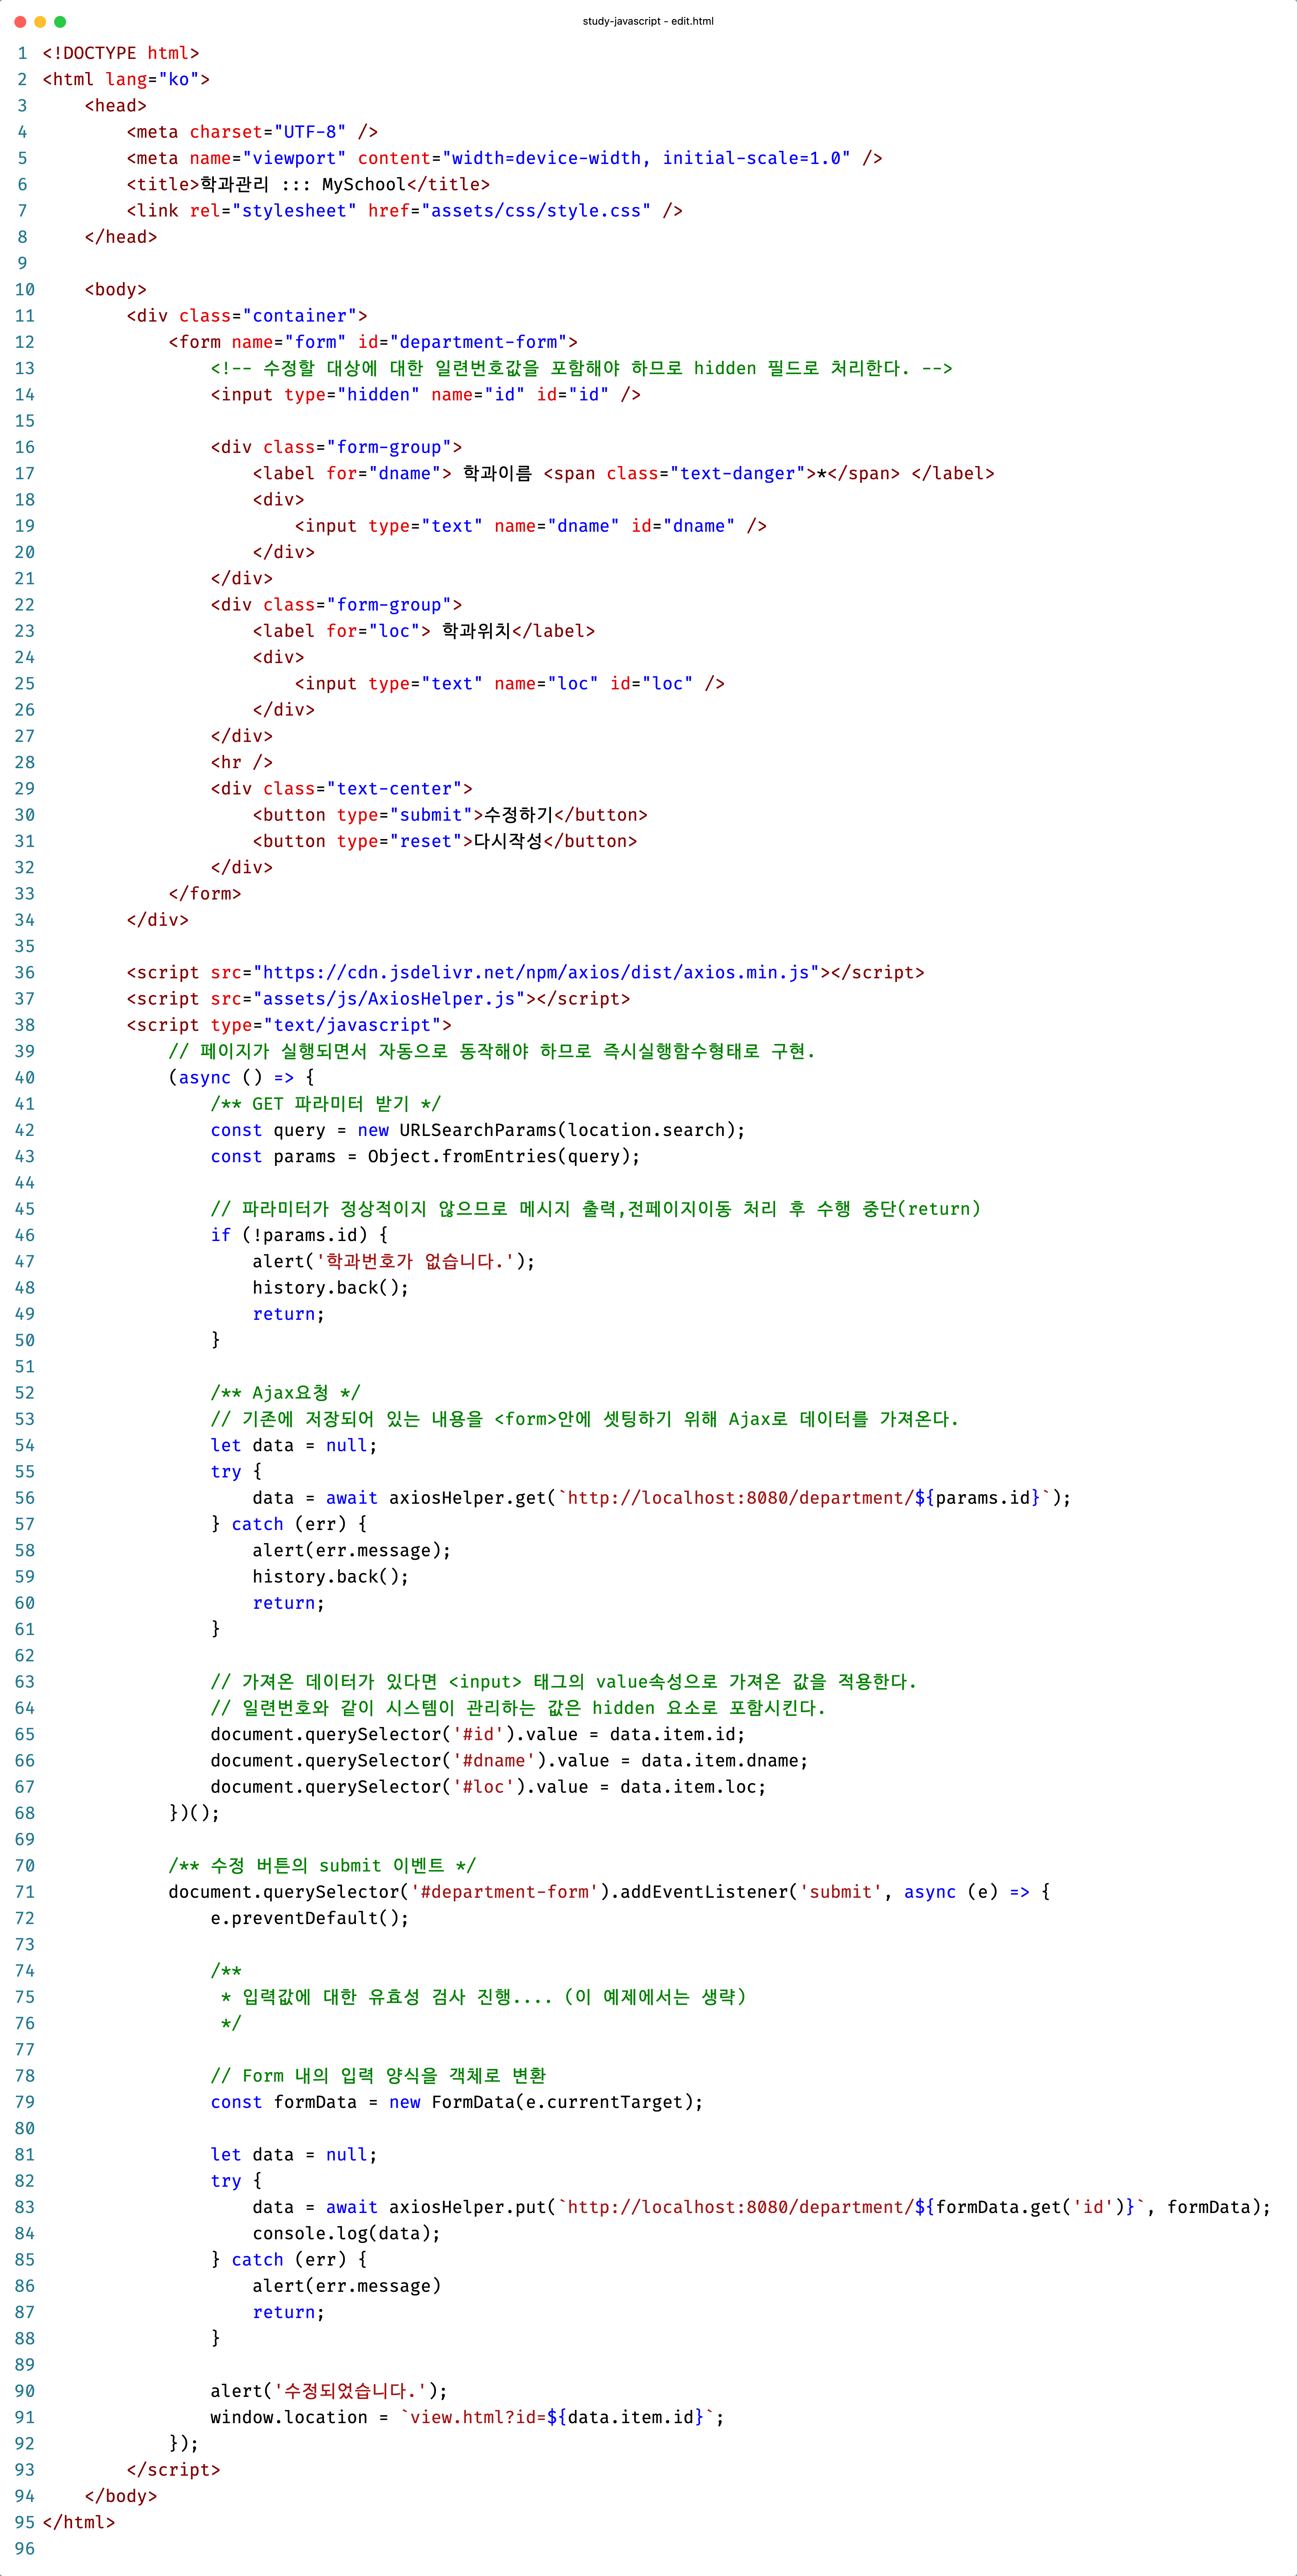 study-javascript - edit.html
1 <!DOCTYPE html>
2 <html lang="ko">
3     <head>
4         <meta charset="UTF-8" />
5         <meta name="viewport" content="width=device-width, initial-scale=1.0" />
6         <title>학과관리 ::: MySchool</title>
7         <link rel="stylesheet" href="assets/css/style.css" />
8     </head>
9
10     <body>
11         <div class="container">
12             <form name="form" id="department-form">
13                 <!-- 수정할 대상에 대한 일련번호값을 포함해야 하므로 hidden 필드로 처리한다. -->
14                 <input type="hidden" name="id" id="id" />
15
16                 <div class="form-group">
17                     <label for="dname"> 학과이름 <span class="text-danger">*</span> </label>
18                     <div>
19                         <input type="text" name="dname" id="dname" />
20                     </div>
21                 </div>
22                 <div class="form-group">
23                     <label for="loc"> 학과위치</label>
24                     <div>
25                         <input type="text" name="loc" id="loc" />
26                     </div>
27                 </div>
28                 <hr />
29                 <div class="text-center">
30                     <button type="submit">수정하기</button>
31                     <button type="reset">다시작성</button>
32                 </div>
33             </form>
34         </div>
35
36         <script src="https://cdn.jsdelivr.net/npm/axios/dist/axios.min.js"></script>
37         <script src="assets/js/AxiosHelper.js"></script>
38         <script type="text/javascript">
39             // 페이지가 실행되면서 자동으로 동작해야 하므로 즉시실행함수형태로 구현.
40             (async () => {
41                 /** GET 파라미터 받기 */
42                 const query = new URLSearchParams(location.search);
43                 const params = Object.fromEntries(query);
44
45                 // 파라미터가 정상적이지 않으므로 메시지 출력,전페이지이동 처리 후 수행 중단(return)
46                 if (!params.id) {
47                     alert('학과번호가 없습니다.');
48                     history.back();
49                     return;
50                 }
51
52                 /** Ajax요청 */
53                 // 기존에 저장되어 있는 내용을 <form>안에 셋팅하기 위해 Ajax로 데이터를 가져온다.
54                 let data = null;
55                 try {
56                     data = await axiosHelper.get(`http://localhost:8080/department/${params.id}`);
57                 } catch (err) {
58                     alert(err.message);
59                     history.back();
60                     return;
61                 }
62
63                 // 가져온 데이터가 있다면 <input> 태그의 value속성으로 가져온 값을 적용한다.
64                 // 일련번호와 같이 시스템이 관리하는 값은 hidden 요소로 포함시킨다.
65                 document.querySelector('#id').value = data.item.id;
66                 document.querySelector('#dname').value = data.item.dname;
67                 document.querySelector('#loc').value = data.item.loc;
68             })();
69
70             /** 수정 버튼의 submit 이벤트 */
71             document.querySelector('#department-form').addEventListener('submit', async (e) => {
72                 e.preventDefault();
73
74                 /**
75                  * 입력값에 대한 유효성 검사 진행.... (이 예제에서는 생략)
76                  */
77
78                 // Form 내의 입력 양식을 객체로 변환
79                 const formData = new FormData(e.currentTarget);
80
81                 let data = null;
82                 try {
83                     data = await axiosHelper.put(`http://localhost:8080/department/${formData.get('id')}`, formData);
84                     console.log(data);
85                 } catch (err) {
86                     alert(err.message)
87                     return;
88                 }
89
90                 alert('수정되었습니다.');
91                 window.location = `view.html?id=${data.item.id}`;
92             });
93         </script>
94     </body>
95 </html>
96